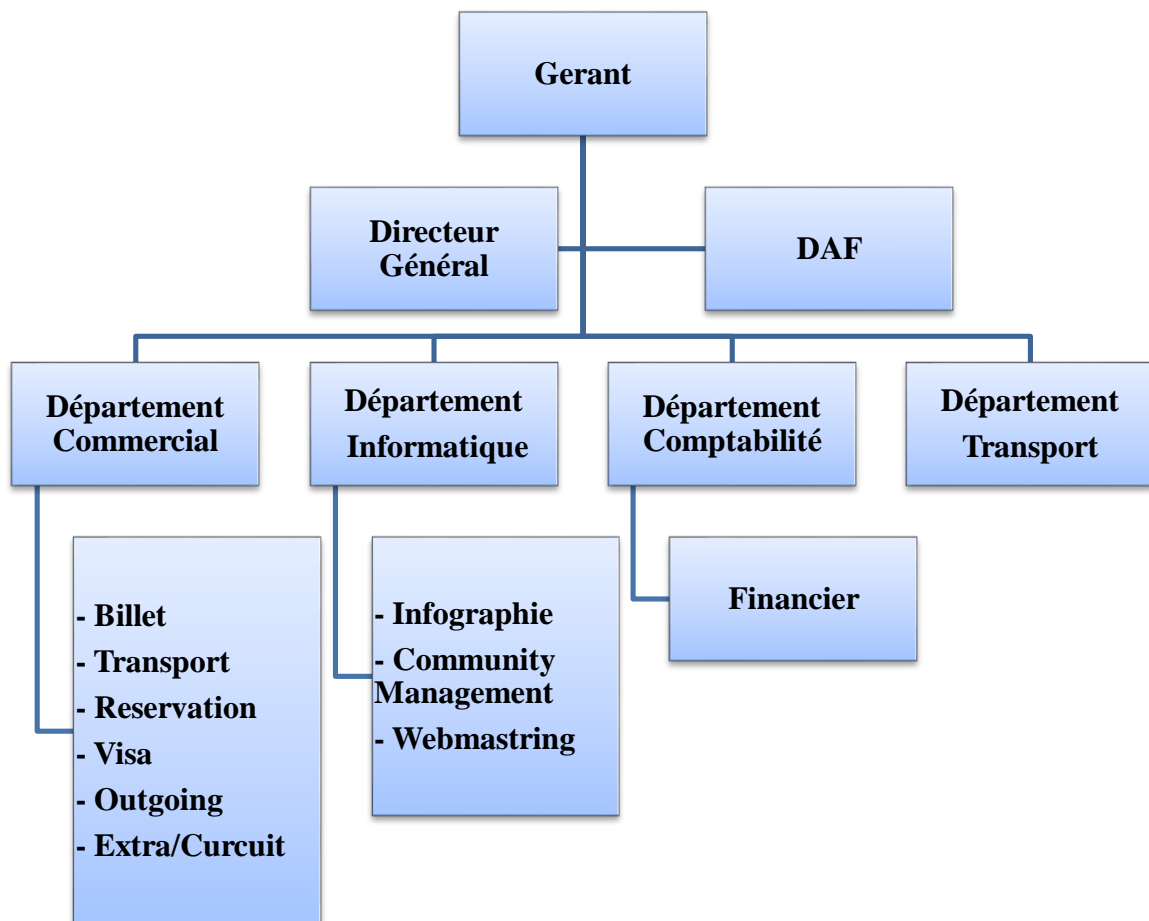 Gerant
Directeur
Général
DAF
Département
Commercial
Département
Informatique
Département
Comptabilité
Département
Transport
- Billet
- Transport
- Reservation
- Visa
- Outgoing
- Extra/Curcuit
- Infographie
- Community
Management
- Webmastring
Financier